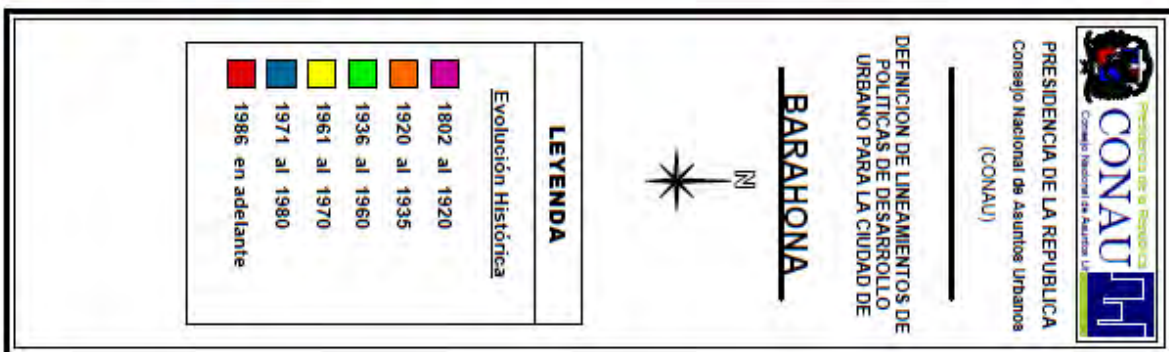 Presidencia de la República
CONAU
Consejo Nacional de Asuntos
PRESIDENCIA DE LA REPUBLICA
Consejo Nacional de Asuntos Urbanos
(CONAU)
DEFINICION DE LINEAMIENTOS DE
POLITICAS DE DESARROLLO
URBANO PARA LA CIUDAD DE
BARAHONA
N
LEYENDA
Evolución Histórica
1802 al 1920
1920 al 1935
1936 al 1960
1961 al 1970
1971 al 1980
1986 en adelante